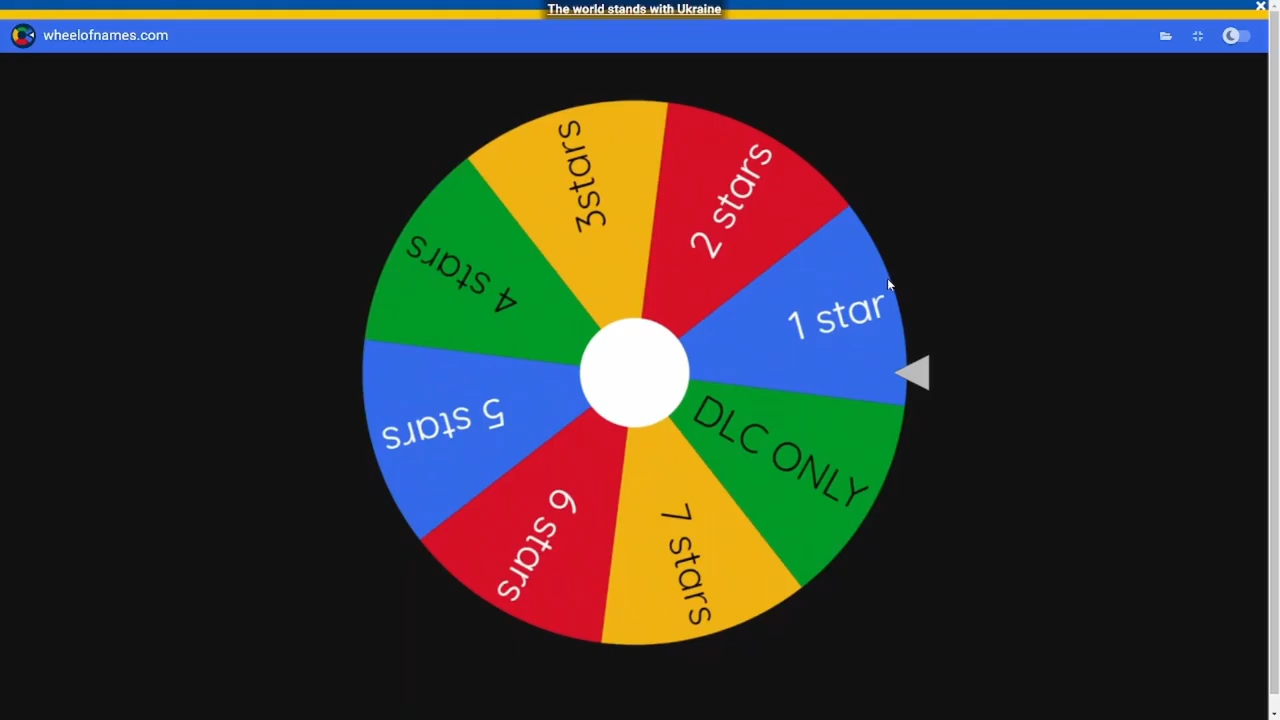 The world stands with Ukraine
wheelofnames.com
3stars
2 stars
4 stars
1 star
5 stars
DLC ONLY
6 stars
7 stars